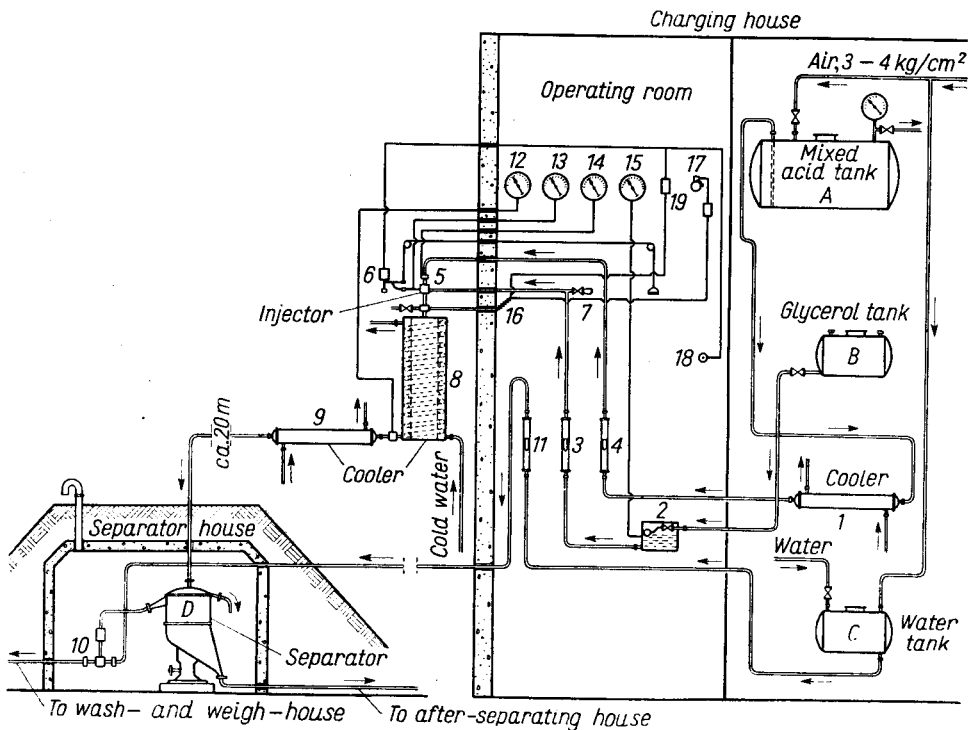 Charging house
Air, 3 – 4 kg/cm²
Operating room
Mixed
acid tank
A
12
13
14
15
17
19
6
5
7
Injector
16
Glycerol tank
B
18
8
9
ca. 20 m
11
3
4
Cooler
Cooler
1
Cold water
2
Separator house
Water
D
C
Water
tank
10
Separator
To wash– and weigh–house
To after–separating house